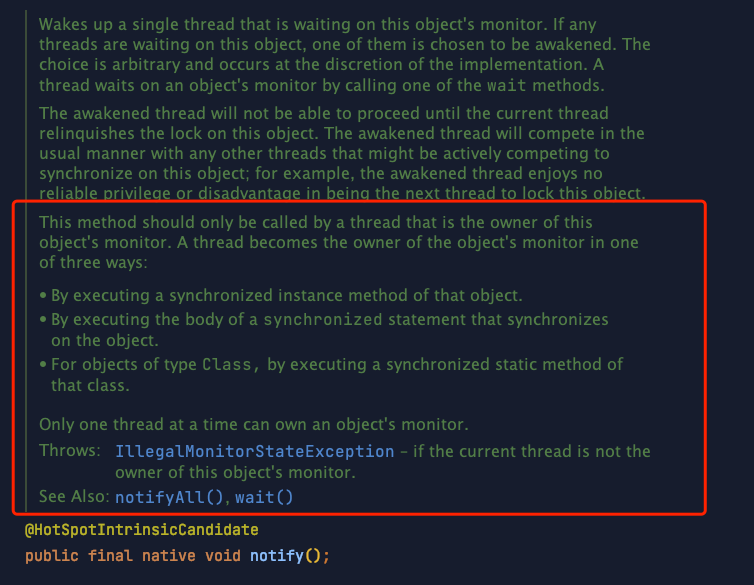 Wakes up a single thread that is waiting on this object's monitor. If any
threads are waiting on this object, one of them is chosen to be awakened. The
choice is arbitrary and occurs at the discretion of the implementation. A
thread waits on an object's monitor by calling one of the wait methods.
The awakened thread will not be able to proceed until the current thread
relinquishes the lock on this object. The awakened thread will compete in the
usual manner with any other threads that might be actively competing to
synchronize on this object; for example, the awakened thread enjoys no
reliable privilege or disadvantage in being the next thread to lock this object.
This method should only be called by a thread that is the owner of this
object's monitor. A thread becomes the owner of the object's monitor in one
of three ways:
• By executing a synchronized instance method of that object.
• By executing the body of a synchronized statement that synchronizes
on the object.
• For objects of type Class, by executing a synchronized static method of
that class.
Only one thread at a time can own an object's monitor.
Throws: IllegalMonitorStateException – if the current thread is not the
owner of this object's monitor.
See Also: notifyAll(), wait()
@HotSpotIntrinsicCandidate
public final native void notify();